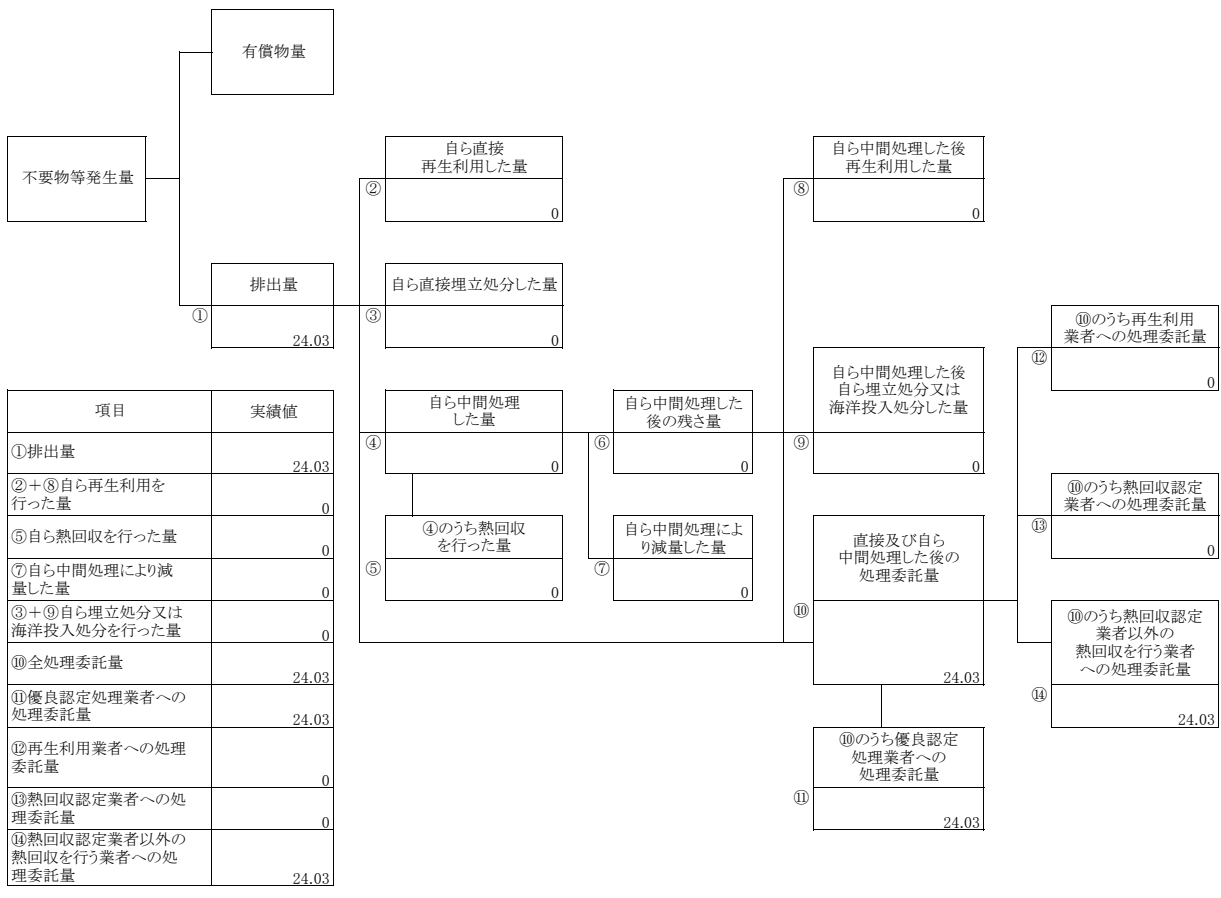 有償物量
不要物等発生量
自ら直接
再生利用した量
②
0
自ら中間処理した後
再生利用した量
⑧
0
排出量
①
24.03
自ら直接埋立処分した量
③
0
自ら中間処理
した量
④
0
自ら中間処理した
後の残さ量
⑥
0
自ら中間処理した後
自ら埋立処分又は
海洋投入処分した量
⑨
0
⑩のうち再生利用
業者への処理委託量
⑫
0
④のうち熱回収
を行った量
⑤
0
自ら中間処理によ
り減量した量
⑦
0
直接及び自ら
中間処理した後の
処理委託量
⑩
24.03
⑩のうち熱回収認定
業者への処理委託量
⑬
0
⑩のうち熱回収認定
業者以外の
熱回収を行う業者
への処理委託量
⑭
24.03
⑩のうち優良認定
処理業者への
処理委託量
⑪
24.03
項目 実績値
①排出量
24.03
②＋⑧自ら再生利用を
行った量
0
⑤自ら熱回収を行った量
0
⑦自ら中間処理により減
量した量
0
③＋⑨自ら埋立処分又は
海洋投入処分を行った量
0
⑩全処理委託量
24.03
⑪優良認定処理業者への
処理委託量
24.03
⑫再生利用業者への処理
委託量
0
⑬熱回収認定業者への処
理委託量
0
⑭熱回収認定業者以外の
熱回収を行う業者への処
理委託量
24.03